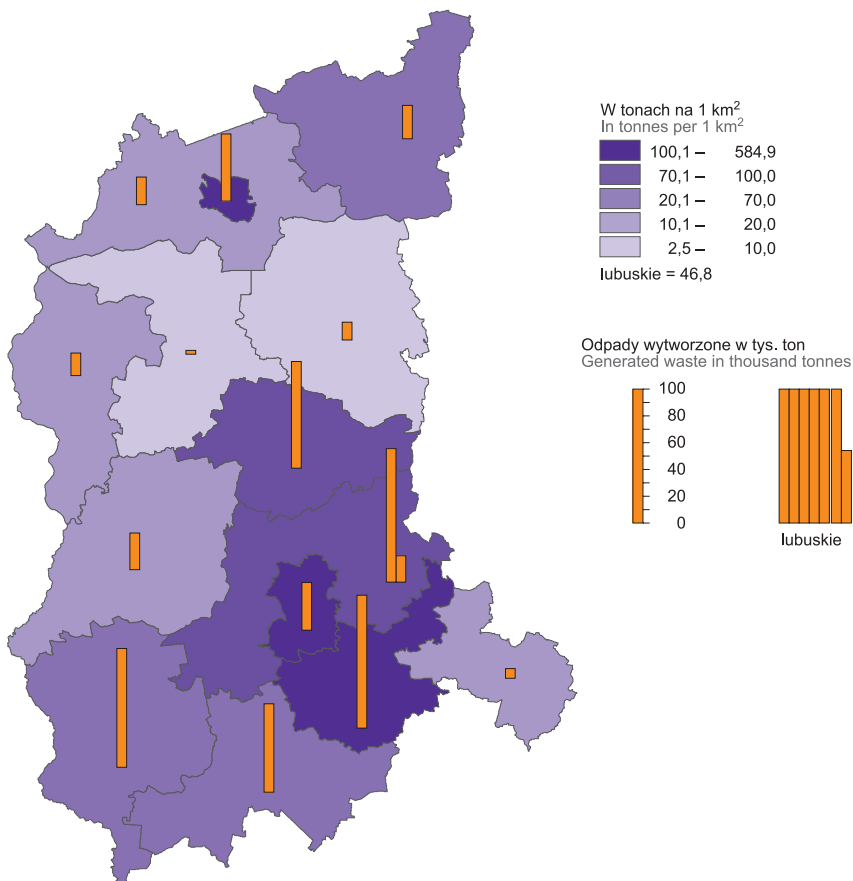 W tonach na 1 km²
In tonnes per 1 km²
100,1 – 584,9
70,1 – 100,0
20,1 – 70,0
10,1 – 20,0
2,5 – 10,0
lubuskie = 46,8
Odpady wytworzone w tys. ton
Generated waste in thousand tonnes
100
80
60
40
20
0
lubuskie